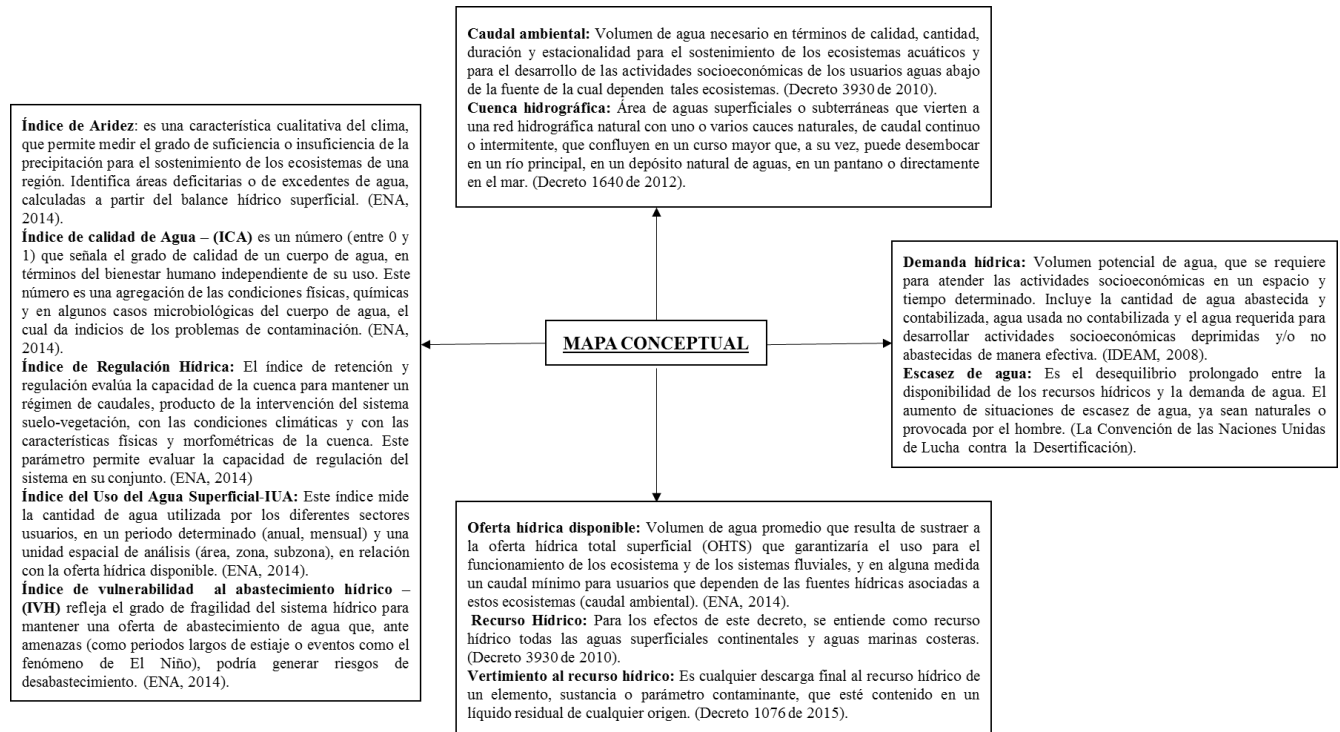 Caudal ambiental: Volumen de agua necesario en términos de calidad, cantidad,
duración y estacionalidad para el sostenimiento de los ecosistemas acuáticos y
para el desarrollo de las actividades socioeconómicas de los usuarios aguas abajo
de la fuente de la cual dependen tales ecosistemas. (Decreto 3930 de 2010).
Cuenca hidrográfica: Área de aguas superficiales o subterráneas que vierten a
una red hidrográfica natural con uno o varios cauces naturales, de caudal continuo
o intermitente, que confluyen en un curso mayor que, a su vez, puede desembocar
en un río principal, en un depósito natural de aguas, en un pantano o directamente
en el mar. (Decreto 1640 de 2012).
Índice de Aridez: es una característica cualitativa del clima,
que permite medir el grado de suficiencia o insuficiencia de la
precipitación para el sostenimiento de los ecosistemas de una
región. Identifica áreas deficitarias o de excedentes de agua,
calculadas a partir del balance hídrico superficial. (ENA,
2014).
Índice de calidad de Agua – (ICA) es un número (entre 0 y
1) que señala el grado de calidad de un cuerpo de agua, en
términos del bienestar humano independiente de su uso. Este
número es una agregación de las condiciones físicas, químicas
y en algunos casos microbiológicas del cuerpo de agua, el
cual da indicios de los problemas de contaminación. (ENA,
2014).
Índice de Regulación Hídrica: El índice de retención y
regulación evalúa la capacidad de la cuenca para mantener un
régimen de caudales, producto de la intervención del sistema
suelo-vegetación, con las condiciones climáticas y con las
características físicas y morfométricas de la cuenca. Este
parámetro permite evaluar la capacidad de regulación del
sistema en su conjunto. (ENA, 2014)
Índice del Uso del Agua Superficial-IUA: Este índice mide
la cantidad de agua utilizada por los diferentes sectores
usuarios, en un periodo determinado (anual, mensual) y una
unidad espacial de análisis (área, zona, subzona), en relación
con la oferta hídrica disponible. (ENA, 2014).
Índice de vulnerabilidad al abastecimiento hídrico –
(IVH) refleja el grado de fragilidad del sistema hídrico para
mantener una oferta de abastecimiento de agua que, ante
amenazas (como periodos largos de estiaje o eventos como el
fenómeno de El Niño), podría generar riesgos de
desabastecimiento. (ENA, 2014).
MAPA CONCEPTUAL
Demanda hídrica: Volumen potencial de agua, que se requiere
para atender las actividades socioeconómicas en un espacio y
tiempo determinado. Incluye la cantidad de agua abastecida y
contabilizada, agua usada no contabilizada y el agua requerida para
desarrollar actividades socioeconómicas deprimidas y/o no
abastecidas de manera efectiva. (IDEAM, 2008).
Escasez de agua: Es el desequilibrio prolongado entre la
disponibilidad de los recursos hídricos y la demanda de agua. El
aumento de situaciones de escasez de agua, ya sean naturales o
provocada por el hombre. (La Convención de las Naciones Unidas
de Lucha contra la Desertificación).
Oferta hídrica disponible: Volumen de agua promedio que resulta de sustraer a
la oferta hídrica total superficial (OHTS) que garantizaría el uso para el
funcionamiento de los ecosistema y de los sistemas fluviales, y en alguna medida
un caudal mínimo para usuarios que dependen de las fuentes hídricas asociadas a
estos ecosistemas (caudal ambiental). (ENA, 2014).
Recurso Hídrico: Para los efectos de este decreto, se entiende como recurso
hídrico todas las aguas superficiales continentales y aguas marinas costeras.
(Decreto 3930 de 2010).
Vertimiento al recurso hídrico: Es cualquier descarga final al recurso hídrico de
un elemento, sustancia o parámetro contaminante, que esté contenido en un
líquido residual de cualquier origen. (Decreto 1076 de 2015).